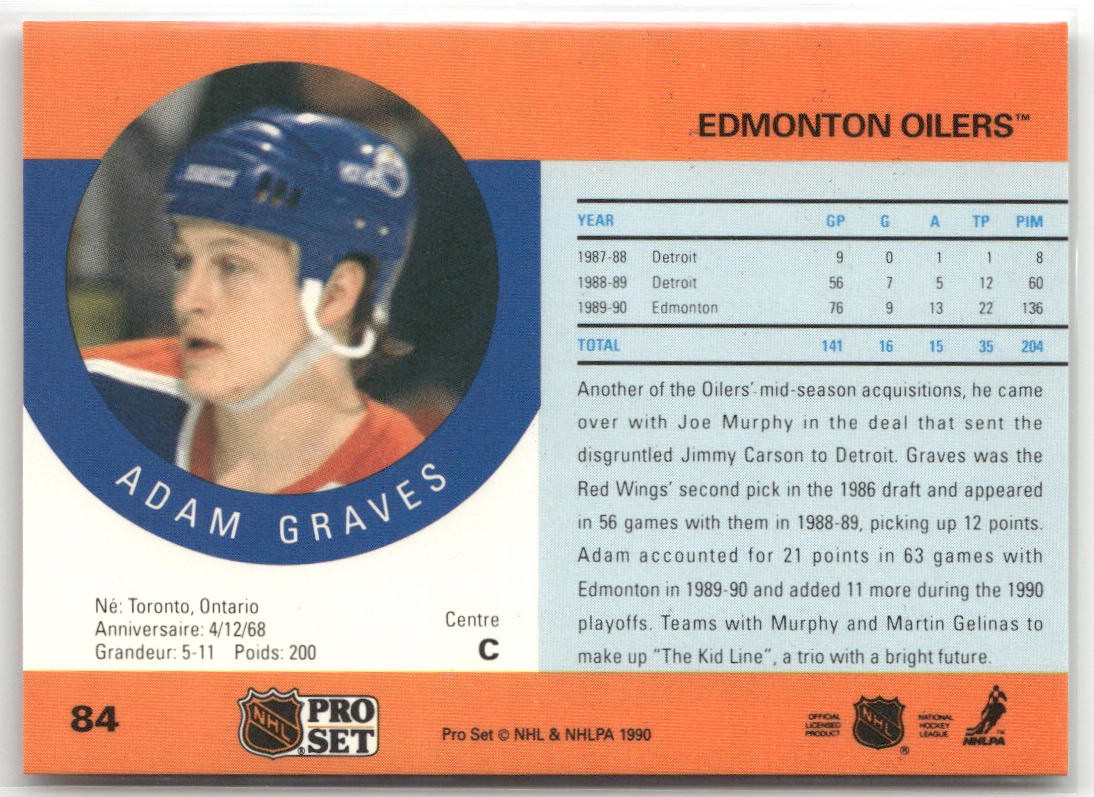 EDMONTON OILERS™
YEAR GP G A TP PIM
1987-88 Detroit 9 0 1 1 8
1988-89 Detroit 56 7 5 12 60
1989-90 Edmonton 76 9 13 22 136
TOTAL 141 16 15 35 204
Another of the Oilers' mid-season acquisitions, he came
over with Joe Murphy in the deal that sent the
disgruntled Jimmy Carson to Detroit. Graves was the
Red Wings' second pick in the 1986 draft and appeared
in 56 games with them in 1988-89, picking up 12 points.
Adam accounted for 21 points in 63 games with
Edmonton in 1989-90 and added 11 more during the 1990
playoffs. Teams with Murphy and Martin Gelinas to
make up "The Kid Line", a trio with a bright future.
ADAM GRAVES
Né: Toronto, Ontario
Anniversaire: 4/12/68
Grandeur: 5-11 Poids: 200
Centre
C
84
NHL
®
PRO
SET
Pro Set © NHL & NHLPA 1990
OFFICIAL
LICENSED
PRODUCT
NHL
®
NATIONAL
HOCKEY
LEAGUE
NHLPA
™